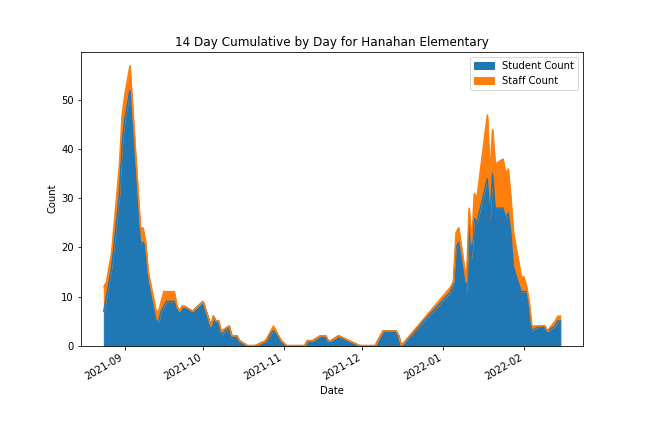 14 Day Cumulative by Day for Hanahan Elementary
Student Count
Staff Count
50
40
30
20
10
0
Count
2021-09
2021-10
2021-11
2021-12
2022-01
2022-02
Date